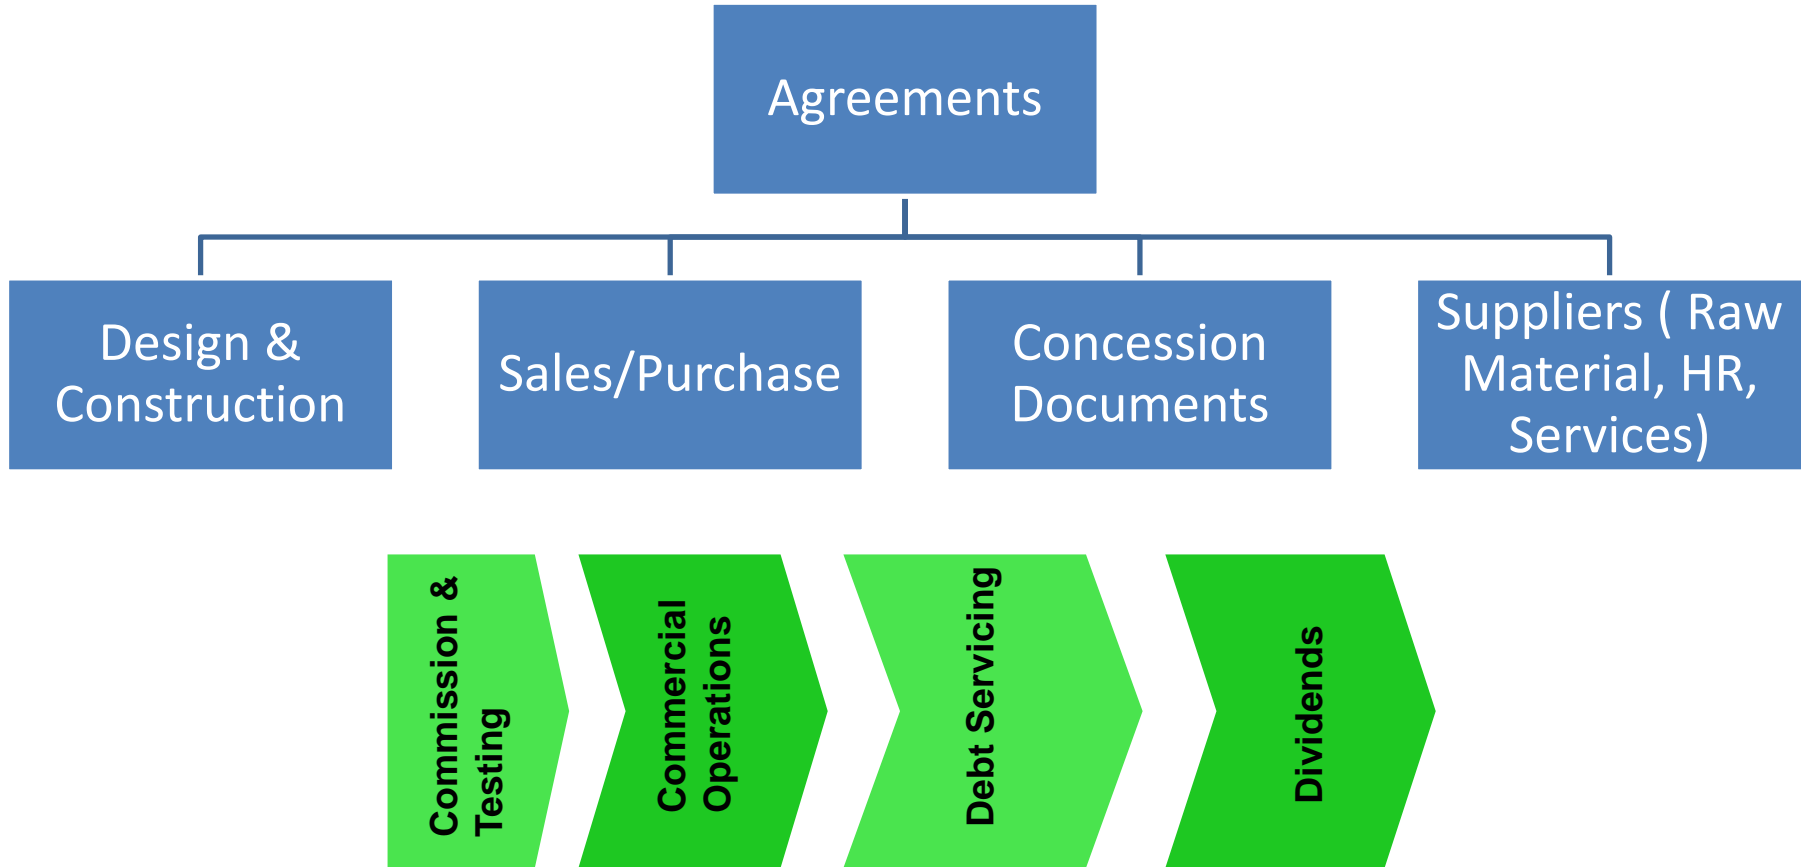 Agreements
Design &
Construction
Sales/Purchase
Concession
Documents
Suppliers ( Raw
Material, HR,
Services)
Commission &
Testing
Commercial
Operations
Debt Servicing
Dividends